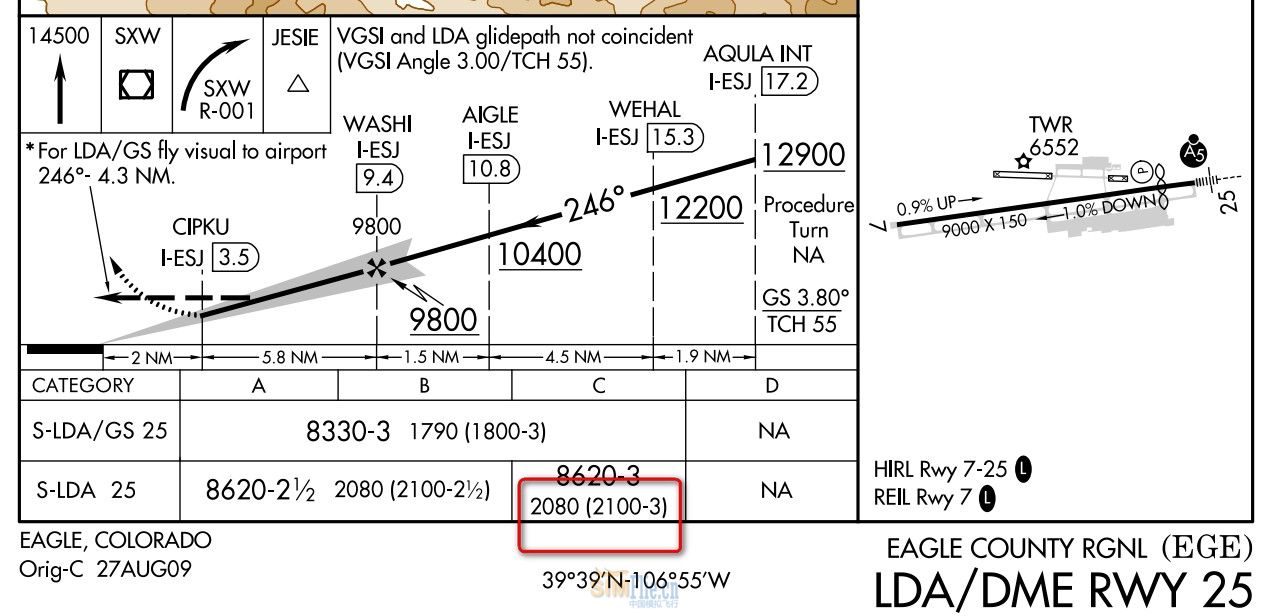 14500
SXW
SXW
R-001
JESIE
VGSI and LDA glidepath not coincident
(VGSI Angle 3.00/TCH 55).
AQULA INT
I-ESJ 17.2
WEHAL
I-ESJ 15.3
AIGLE
I-ESJ
10.8
WASHI
I-ESJ
9.4
*For LDA/GS fly visual to airport
246°- 4.3 NM.
CIPKU
I-ESJ 3.5
9800
246°
12900
12200
10400
9800
Procedure
Turn
NA
GS 3.80°
TCH 55
2 NM
5.8 NM
1.5 NM
4.5 NM
1.9 NM
CATEGORY A B C D
S-LDA/GS 25 8330-3 1790 (1800-3) NA
S-LDA 25 8620-2½ 2080 (2100-2½) 8620-3 NA
2080 (2100-3)
TWR
6552
A5
P
0.9% UP
1.0% DOWN
9000 X 150
7
25
HIRL Rwy 7-25 L
REIL Rwy 7 L
EAGLE, COLORADO
Orig-C 27AUG09
39°39'N-106°55'W
中国模拟飞行
EAGLE COUNTY RGNL (EGE)
LDA/DME RWY 25